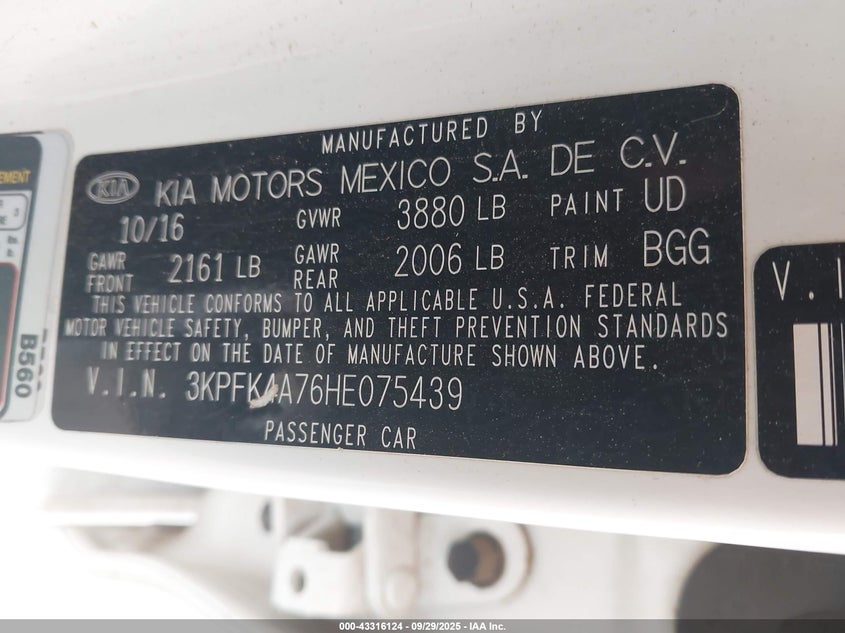 MANUFACTURED BY
KIA KIA MOTORS MEXICO S.A. DE C.V.
10/16 GVWR 3880 LB PAINT UD
GAWR FRONT 2161 LB GAWR REAR 2006 LB TRIM BGG
THIS VEHICLE CONFORMS TO ALL APPLICABLE U.S.A. FEDERAL
MOTOR VEHICLE SAFETY, BUMPER, AND THEFT PREVENTION STANDARDS
IN EFFECT ON THE DATE OF MANUFACTURE SHOWN ABOVE.
V.I.N. 3KPFK4A76HE075439
PASSENGER CAR
B560
V.I
000-43316124 - 09/29/2025 - IAA Inc.